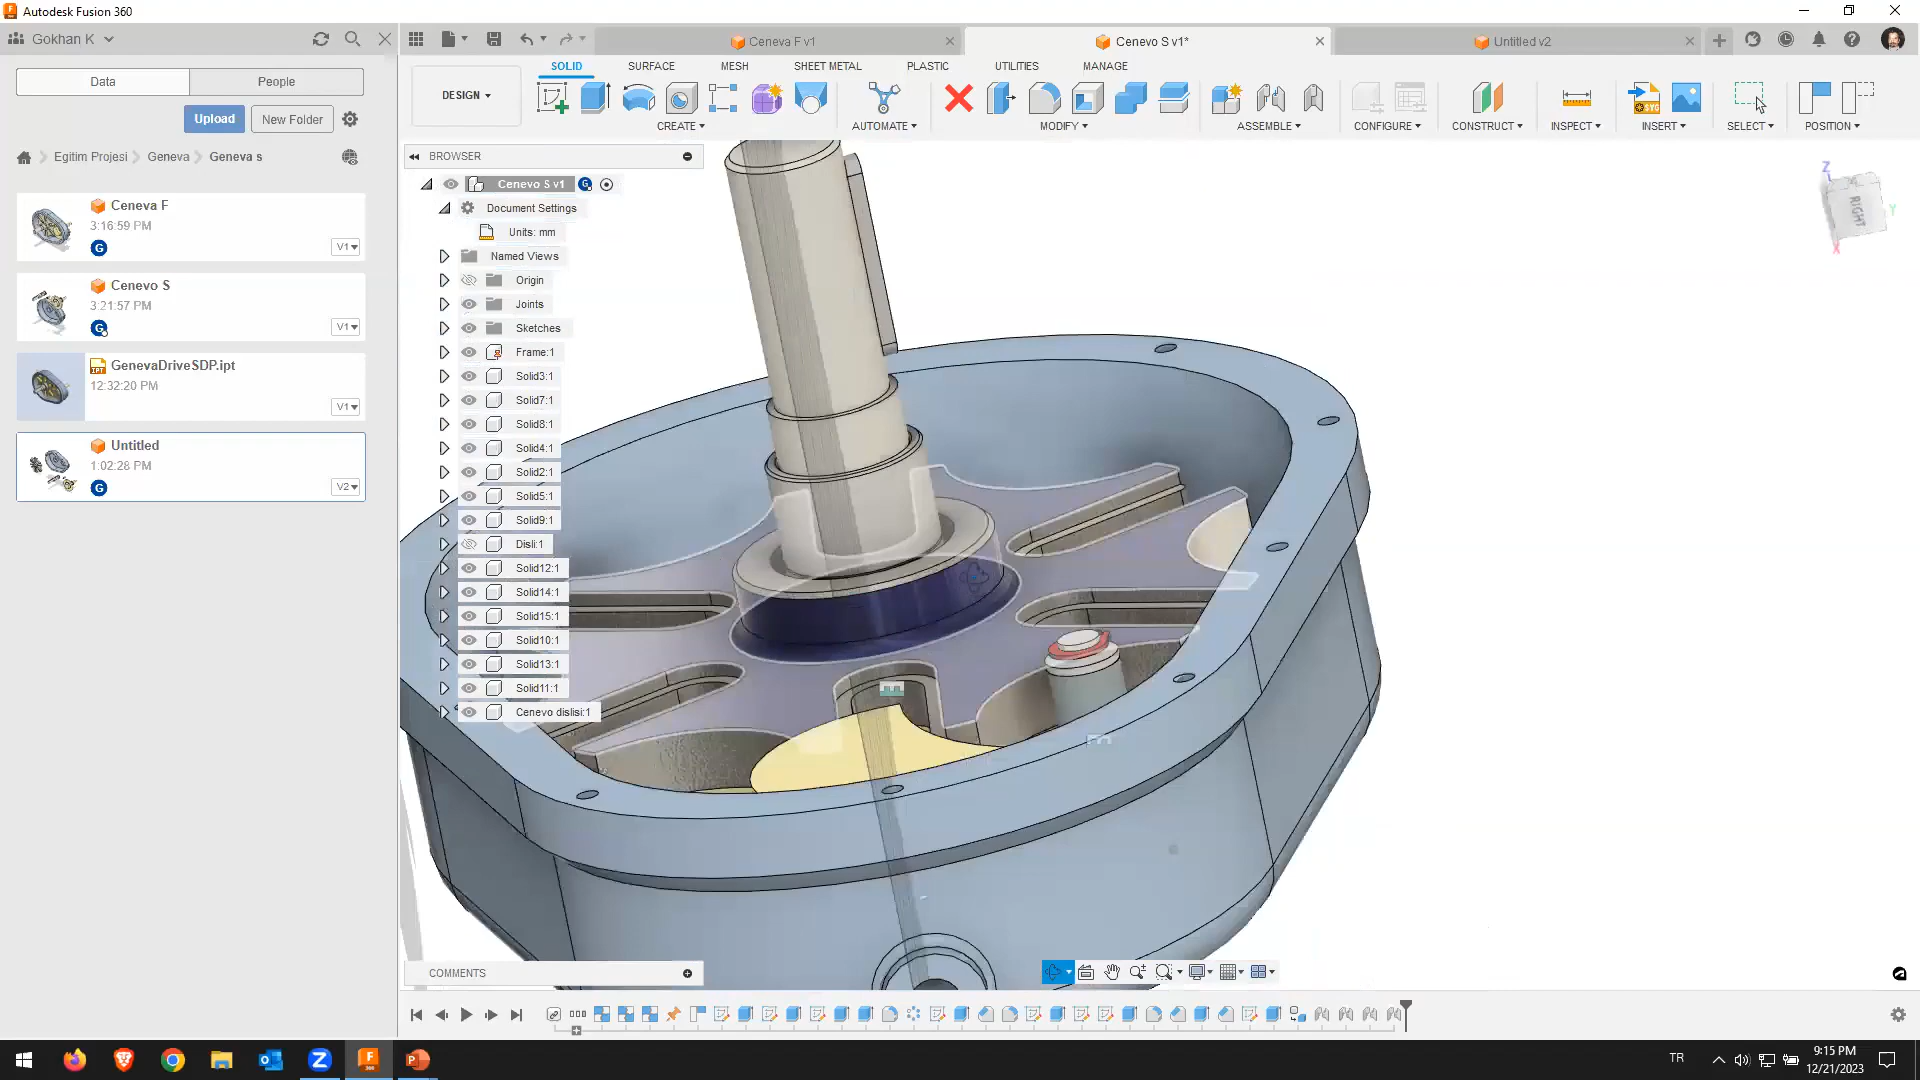 Autodesk Fusion 360
Gokhan K
Ceneva F v1
Cenevo S v1*
Untitled v2
Data
People
SOLID
SURFACE
MESH
SHEET METAL
PLASTIC
UTILITIES
MANAGE
DESIGN
Upload
New Folder
CREATE
AUTOMATE
MODIFY
ASSEMBLE
CONFIGURE
CONSTRUCT
INSPECT
INSERT
SELECT
POSITION
SVG
Egitim Projesi
Geneva
Geneva s
BROWSER
Cenevo S v1
G
Document Settings
Units: mm
Named Views
Origin
Joints
Sketches
Frame:1
Solid3:1
Solid7:1
Solid8:1
Solid4:1
Solid2:1
Solid5:1
Solid9:1
Disli:1
Solid12:1
Solid14:1
Solid15:1
Solid10:1
Solid13:1
Solid11:1
Cenevo dislisi:1
Ceneva F
3:16:59 PM
G
V1
Cenevo S
3:21:57 PM
G
V1
GenevaDriveSDP.ipt
12:32:20 PM
V1
Untitled
1:02:28 PM
G
V2
Z
RIGHT
Y
X
COMMENTS
TR
9:15 PM
12/21/2023